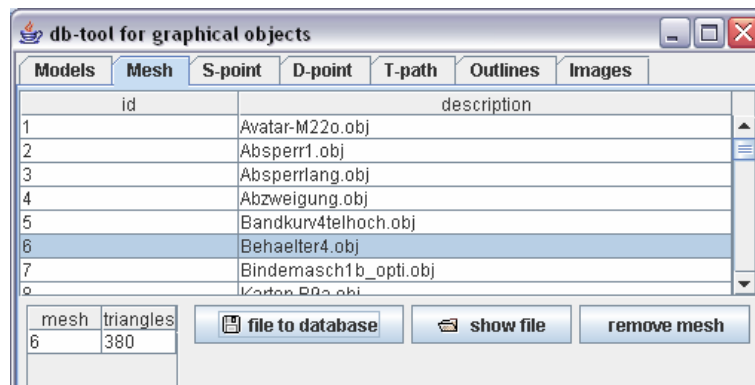 db-tool for graphical objects
Models Mesh S-point D-point T-path Outlines Images
id description
1 Avatar-M22o.obj
2 Absperr1.obj
3 Absperrlang.obj
4 Abzweigung.obj
5 Bandkurv4telhoch.obj
6 Behaelter4.obj
7 Bindemasch1b_opti.obj
8 Karton
mesh triangles file to database show file remove mesh
6 380